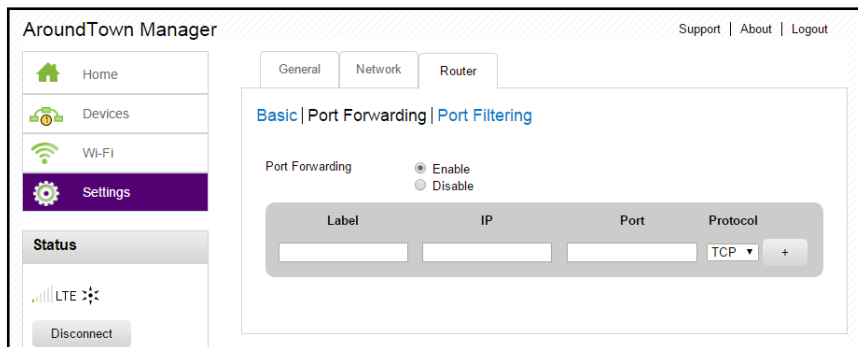 AroundTown Manager
Support | About | Logout
Home
Devices
Wi-Fi
Settings
Status
LTE
Disconnect
General
Network
Router
Basic | Port Forwarding | Port Filtering
Port Forwarding
Enable
Disable
Label IP Port Protocol
TCP +